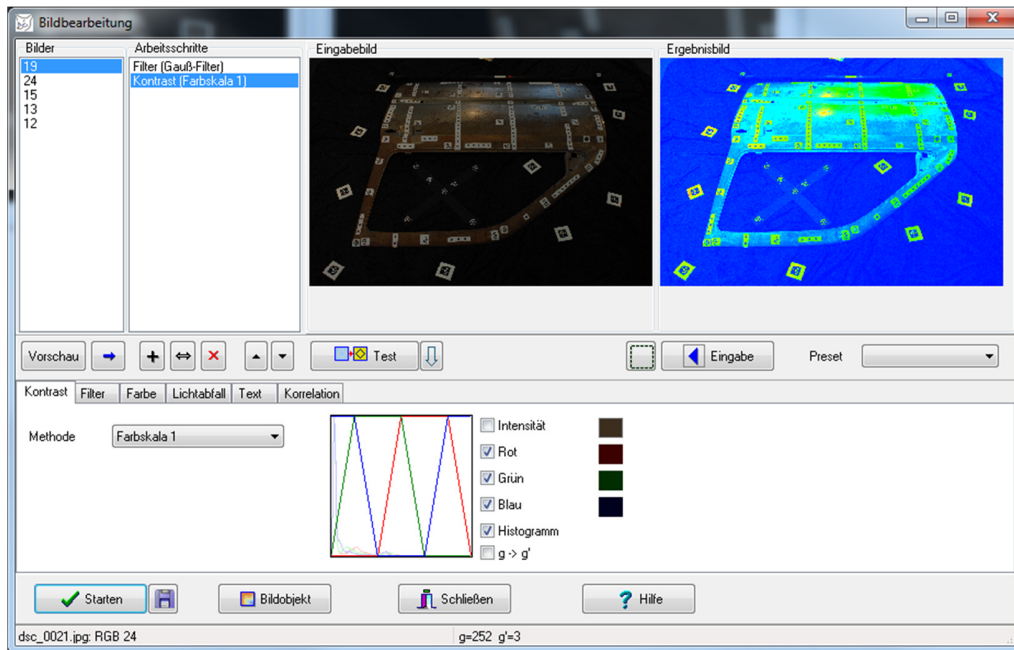 Bildbearbeitung
Bilder
Arbeitsschritte
Eingabebild
Ergebnisbild
19
24
15
13
12
Filter (Gauß-Filter)
Kontrast (Farbskala 1)
Vorschau
Test
Eingabe
Preset
Kontrast Filter Farbe Lichtabfall Text Korrelation
Methode
Farbskala 1
Intensität
Rot
Grün
Blau
Histogramm
g -> g'
Starten
Bildobjekt
Schließen
Hilfe
dsc_0021.jpg: RGB 24
g=252 g'=3